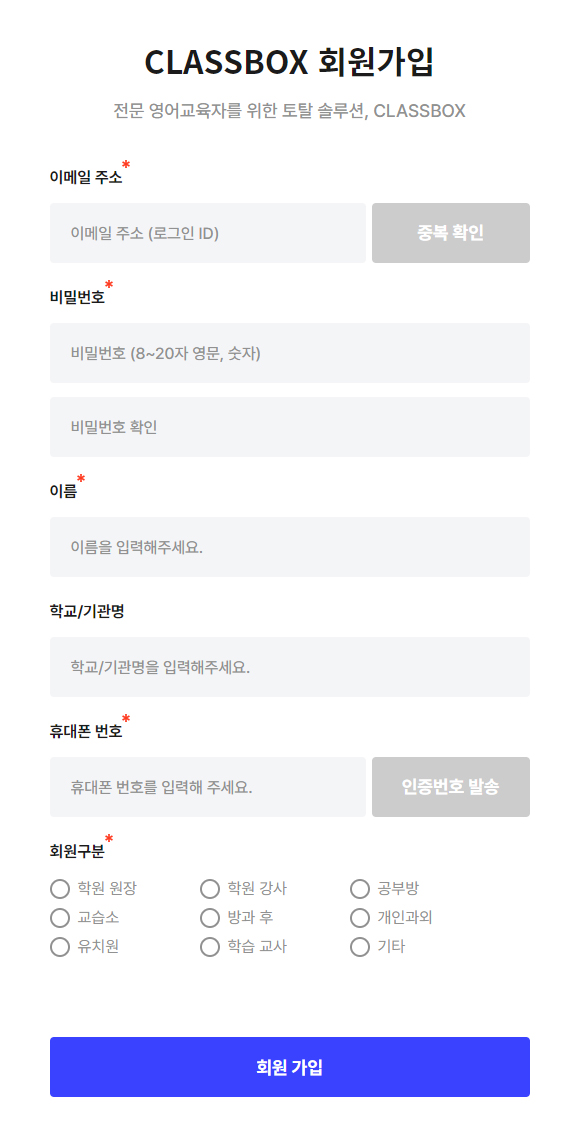 CLASSBOX 회원가입
전문 영어교육자를 위한 토탈 솔루션, CLASSBOX
이메일 주소*
이메일 주소 (로그인 ID) 중복 확인
비밀번호*
비밀번호 (8~20자 영문, 숫자)
비밀번호 확인
이름*
이름을 입력해주세요.
학교/기관명
학교/기관명을 입력해주세요.
휴대폰 번호*
휴대폰 번호를 입력해 주세요. 인증번호 발송
회원구분*
학원 원장 학원 강사 공부방
교습소 방과 후 개인과외
유치원 학습 교사 기타
회원 가입